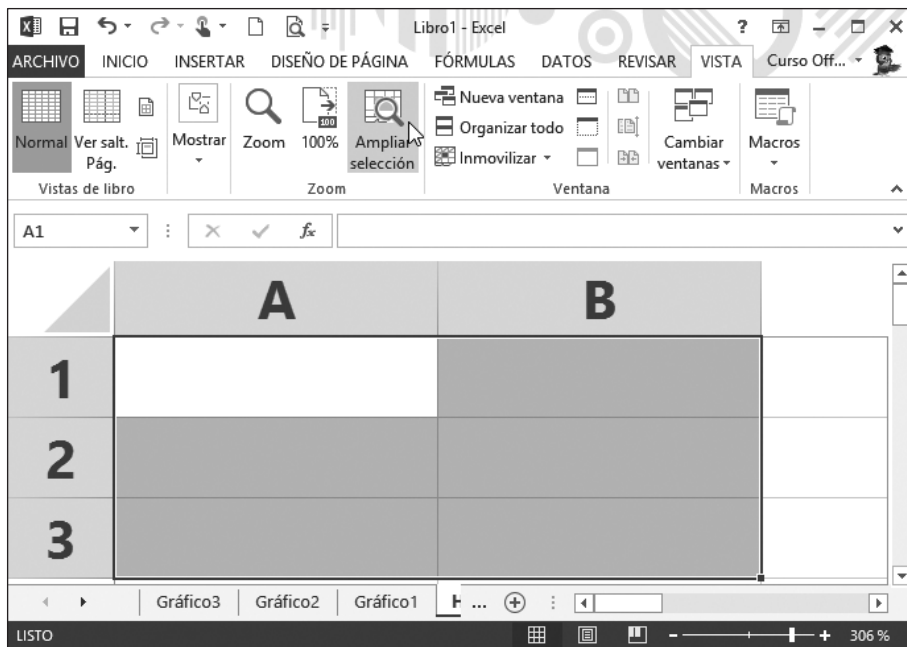 Libro1 - Excel
ARCHIVO INICIO INSERTAR DISEÑO DE PÁGINA FÓRMULAS DATOS REVISAR VISTA Curso Off...
Normal Ver salt. Pág. Mostrar Zoom 100% Ampliar selección Nueva ventana Organizar todo Inmovilizar Cambiar ventanas Macros
Vistas de libro Zoom Ventana Macros
A1 fx
A B
1
2
3
Gráfico3 Gráfico2 Gráfico1 H ...
LISTO 306 %